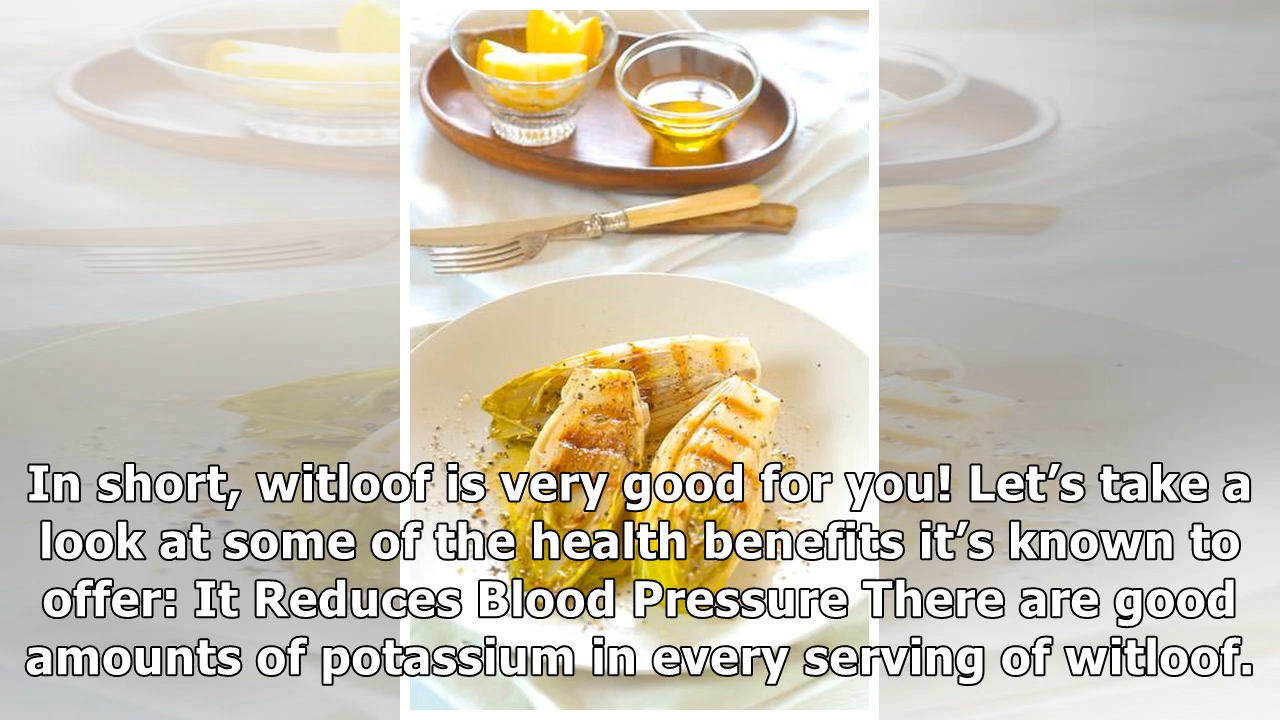 In short, witloof is very good for you! Let’s take a
look at some of the health benefits it’s known to
offer: It Reduces Blood Pressure There are good
amounts of potassium in every serving of witloof.